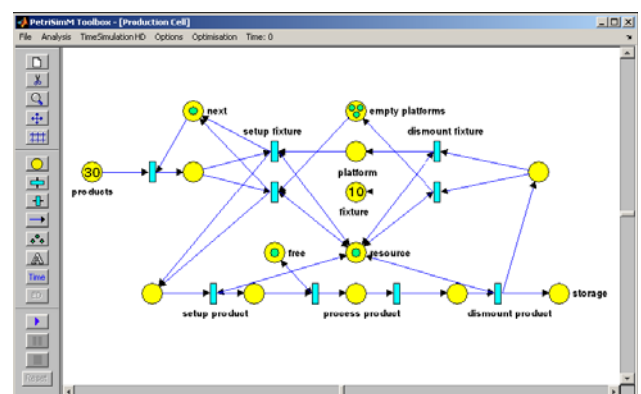 PetriSimM Toolbox - [Production Cell]
File Analysis TimeSimulation HD Options Optimisation Time: 0
next
empty platforms
setup fixture
dismount fixture
30
products
platform
10
fixture
free
resource
storage
setup product
process product
dismount product
A
Time
Reset